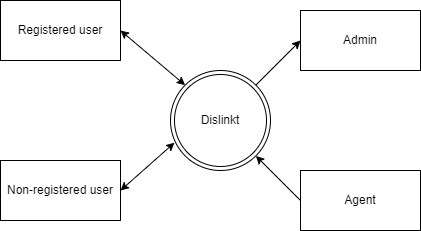 Registered user
Admin
Dislinkt
Non-registered user
Agent